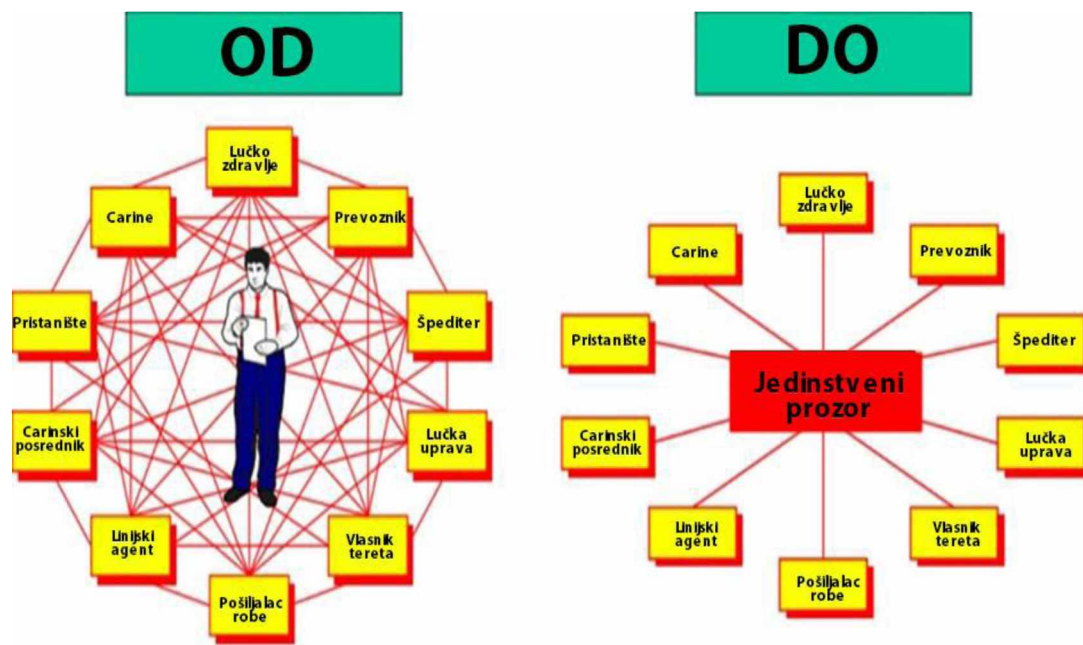 OD
Lučko
zdravlje
Carine
Prevoznik
Pristanište
Špediter
Carinski
posrednik
Lučka
uprava
Linijski
agent
Vlasnik
tereta
Pošiljalac
robe
DO
Lučko
zdravlje
Carine
Prevoznik
Pristanište
Špediter
Jedinstveni
prozor
Carinski
posrednik
Lučka
uprava
Linijski
agent
Vlasnik
tereta
Pošiljalac
robe